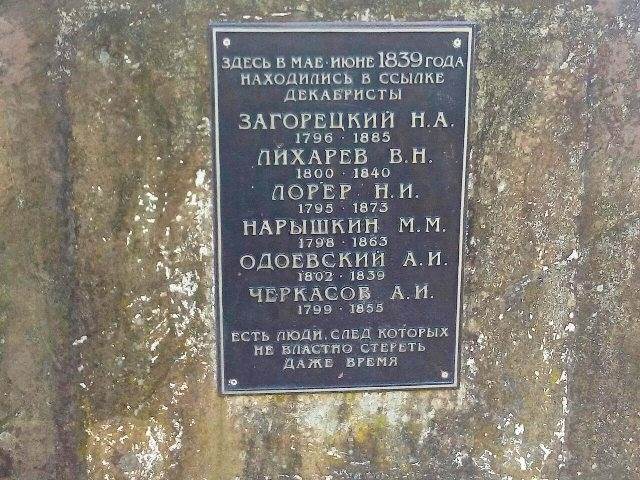 ЗДЕСЬ В МАЕ·ИЮНЕ 1839 ГОДА
НАХОДИЛИСЬ В ССЫЛКЕ
ДЕКАБРИСТЫ
ЗАГОРЕЦКИЙ Н.А.
1796 · 1885
ЛИХАРЕВ В.Н.
1800 · 1840
ЛОРЕР Н.И.
1795 · 1873
НАРЫШКИН М.М.
1798 · 1863
ОДОЕВСКИЙ А.И.
1802 · 1839
ЧЕРКАСОВ А.И.
1799 · 1855
ЕСТЬ ЛЮДИ, СЛЕД КОТОРЫХ
НЕ ВЛАСТНО СТЕРЕТЬ
ДАЖЕ ВРЕМЯ